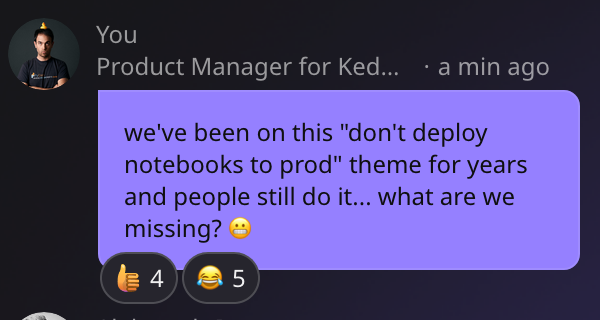 You
Product Manager for Ked... · a min ago
we've been on this "don't deploy
notebooks to prod" theme for years
and people still do it... what are we
missing? 😬
👍 4 😂 5